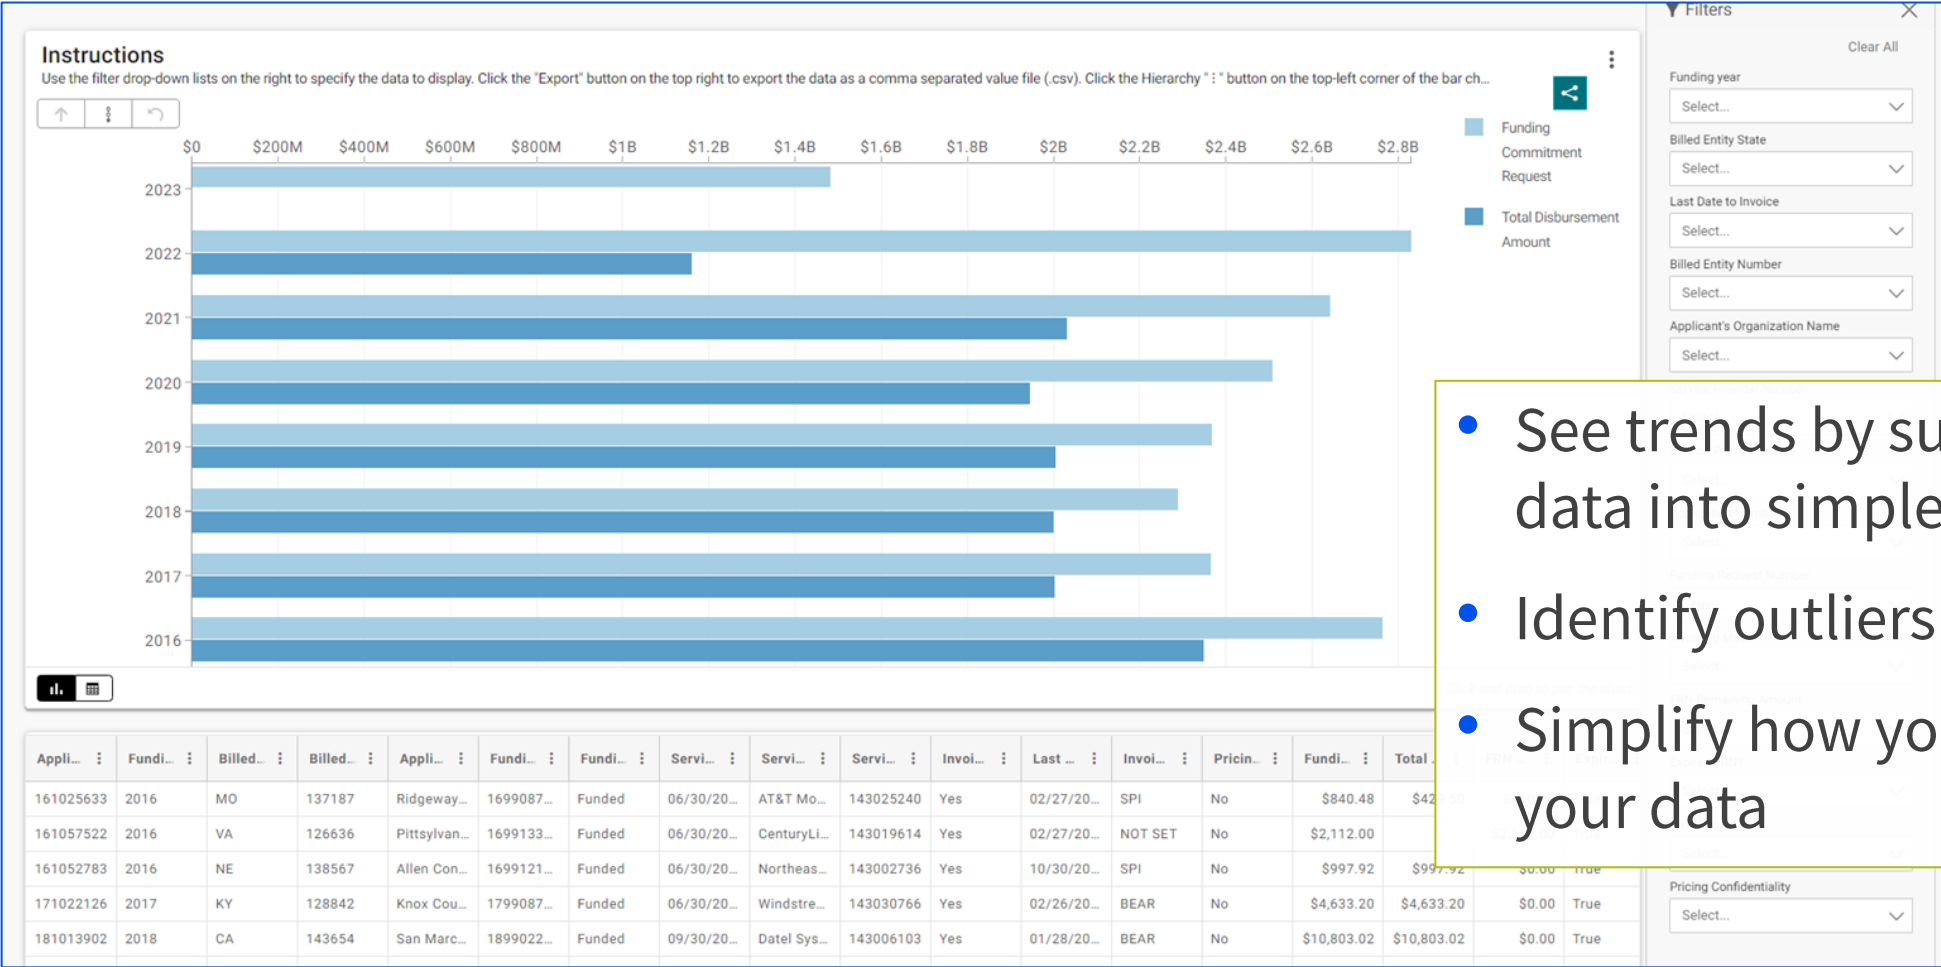 Filters
Clear All
Instructions
Use the filter drop-down lists on the right to specify the data to display. Click the "Export" button on the top right to export the data as a comma separated value file (.csv). Click the Hierarchy "⋮" button on the top-left corner of the bar ch...
$0 $200M $400M $600M $800M $1B $1.2B $1.4B $1.6B $1.8B $2B $2.2B $2.4B $2.6B $2.8B
2023
2022
2021
2020
2019
2018
2017
2016
Funding
Commitment
Request
Total Disbursement
Amount
Funding year
Select...
Billed Entity State
Select...
Last Date to Invoice
Select...
Billed Entity Number
Select...
Applicant's Organization Name
Select...
• See trends by su
data into simple
• Identify outliers
• Simplify how yo
your data
Pricing Confidentiality
Select...
Appli... Fundi... Billed... Billed... Appli... Fundi... Fundi... Servi... Servi... Servi... Invoi... Last ... Invoi... Pricin... Fundi... Total
161025633 2016 MO 137187 Ridgeway... 1699087... Funded 06/30/20... AT&T Mo... 143025240 Yes 02/27/20... SPI No $840.48 $42
161057522 2016 VA 126636 Pittsylvan... 1699133... Funded 06/30/20... CenturyLi... 143019614 Yes 02/27/20... NOT SET No $2,112.00
161052783 2016 NE 138567 Allen Con... 1699121... Funded 06/30/20... Northeas... 143002736 Yes 10/30/20... SPI No $997.92 $997.92 $0.00 True
171022126 2017 KY 128842 Knox Cou... 1799087... Funded 06/30/20... Windstre... 143030766 Yes 02/26/20... BEAR No $4,633.20 $4,633.20 $0.00 True
181013902 2018 CA 143654 San Marc... 1899022... Funded 09/30/20... Datel Sys... 143006103 Yes 01/28/20... BEAR No $10,803.02 $10,803.02 $0.00 True